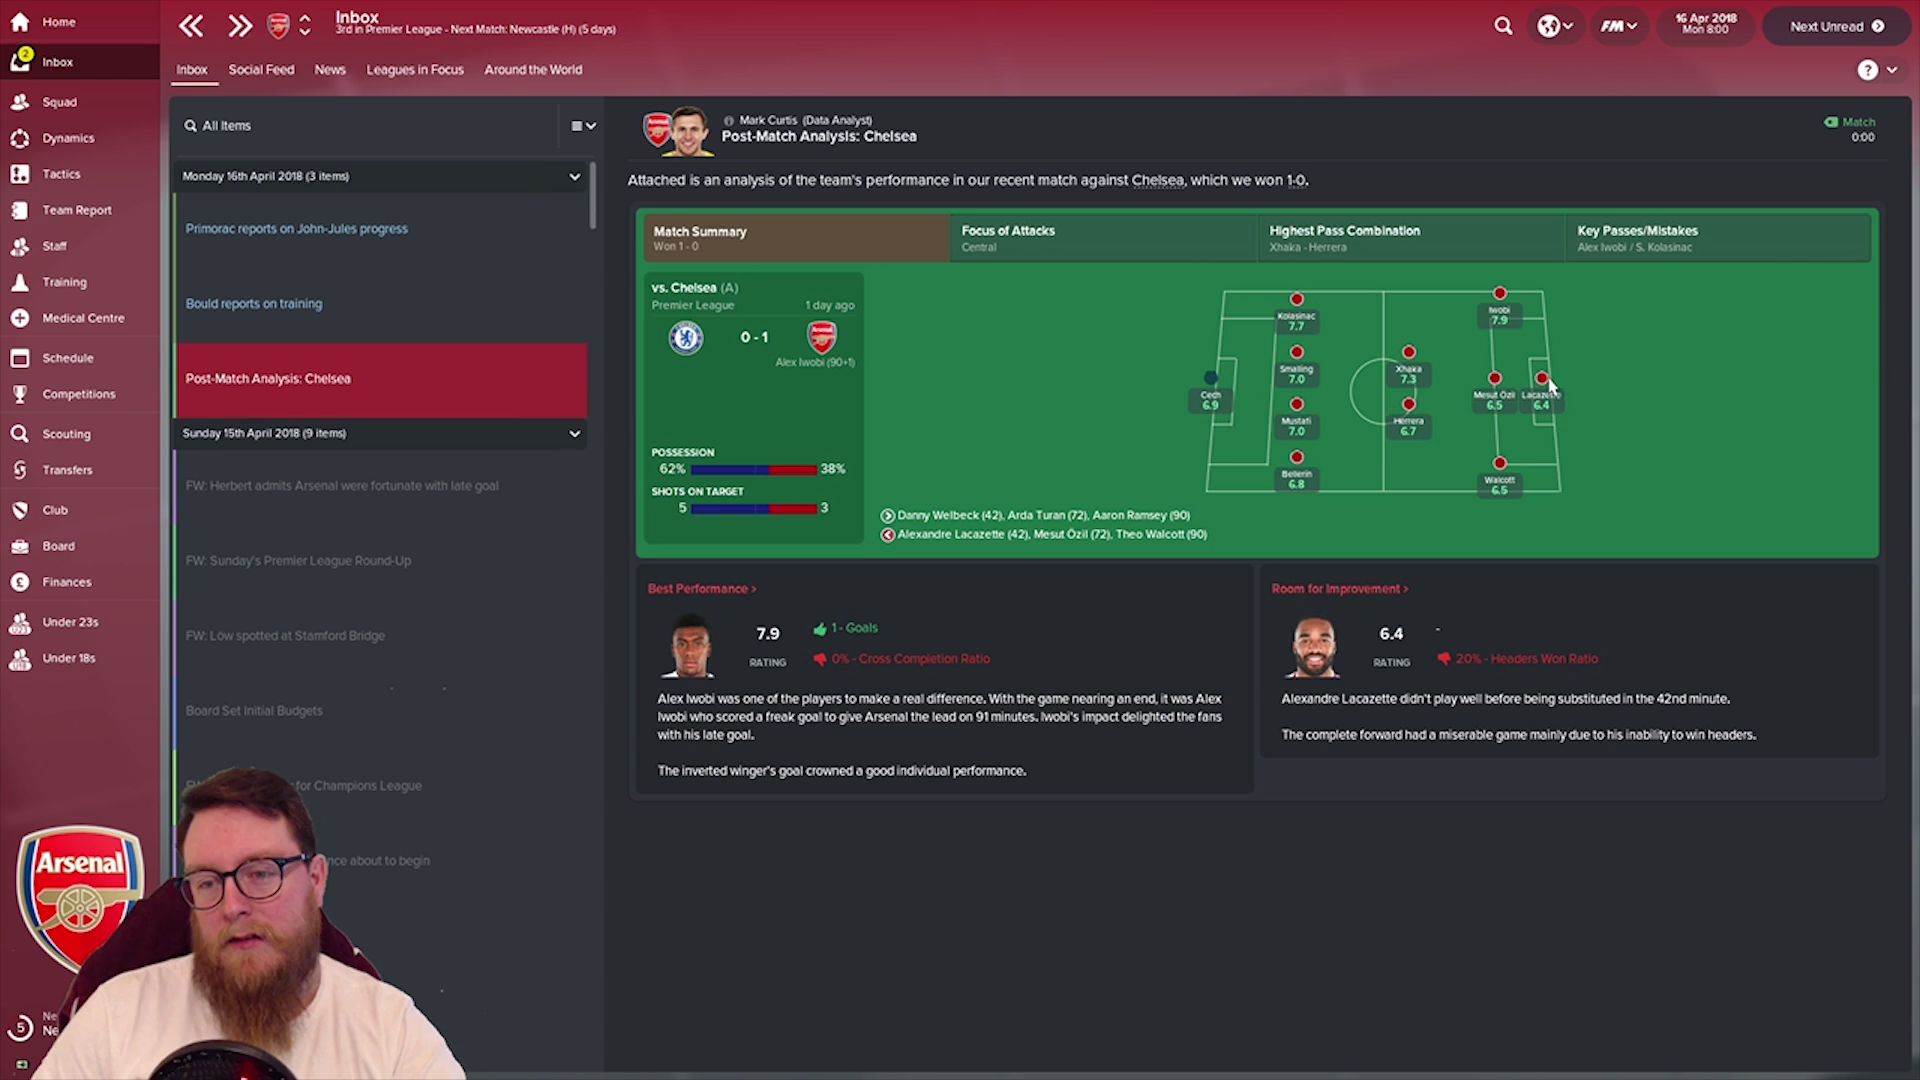 Home
Inbox
3rd in Premier League - Next Match: Newcastle (H) (5 days)
FM
16 Apr 2018
Mon 8:00
Next Unread
2
Inbox
Inbox
Social Feed
News
Leagues in Focus
Around the World
?
Squad
Dynamics
Tactics
Team Report
Staff
Training
Medical Centre
Schedule
Competitions
Scouting
Transfers
Club
Board
Finances
Under 23s
Under 18s
Arsenal
5
Ne
Ne
All Items
Monday 16th April 2018 (3 items)
Primorac reports on John-Jules progress
Bould reports on training
Post-Match Analysis: Chelsea
Sunday 15th April 2018 (9 items)
FW: Herbert admits Arsenal were fortunate with late goal
FW: Sunday's Premier League Round-Up
FW: Löw spotted at Stamford Bridge
Board Set Initial Budgets
for Champions League
nce about to begin
Mark Curtis (Data Analyst)
Post-Match Analysis: Chelsea
Match
0:00
Attached is an analysis of the team's performance in our recent match against Chelsea, which we won 1-0.
Match Summary
Won 1 - 0
Focus of Attacks
Central
Highest Pass Combination
Xhaka - Herrera
Key Passes/Mistakes
Alex Iwobi / S. Kolasinac
vs. Chelsea (A)
Premier League
1 day ago
0 - 1
Alex Iwobi (90+1)
POSSESSION
62%
38%
SHOTS ON TARGET
5
3
Kolasinac
7.7
Iwobi
7.9
Smalling
7.0
Xhaka
7.3
Cech
6.9
Mesut Özil
6.5
Lacazette
6.4
Mustafi
7.0
Herrera
6.7
Bellerín
6.8
Walcott
6.5
Danny Welbeck (42), Arda Turan (72), Aaron Ramsey (90)
Alexandre Lacazette (42), Mesut Özil (72), Theo Walcott (90)
Best Performance >
7.9
RATING
1 - Goals
0% - Cross Completion Ratio
Alex Iwobi was one of the players to make a real difference. With the game nearing an end, it was Alex
Iwobi who scored a freak goal to give Arsenal the lead on 91 minutes. Iwobi's impact delighted the fans
with his late goal.
The inverted winger's goal crowned a good individual performance.
Room for Improvement >
6.4
RATING
-
20% - Headers Won Ratio
Alexandre Lacazette didn't play well before being substituted in the 42nd minute.
The complete forward had a miserable game mainly due to his inability to win headers.